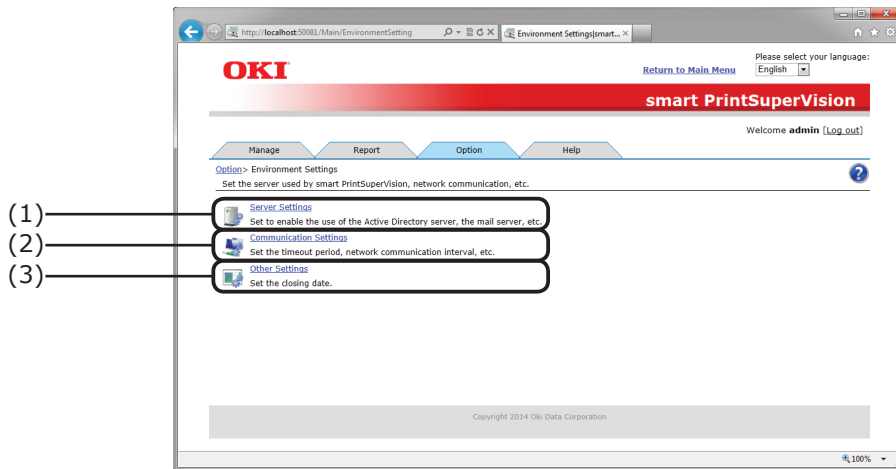 http://localhost:50081/Main/EnvironmentSetting
Environment Settings|smart...
Please select your language:
OKI
Return to Main Menu
English
smart PrintSuperVision
Welcome admin [Log out]
Manage Report Option Help
Option> Environment Settings
Set the server used by smart PrintSuperVision, network communication, etc.
?
(1)
Server Settings
Set to enable the use of the Active Directory server, the mail server, etc.
(2)
Communication Settings
Set the timeout period, network communication interval, etc.
(3)
Other Settings
Set the closing date.
Copyright 2014 Oki Data Corporation
100%